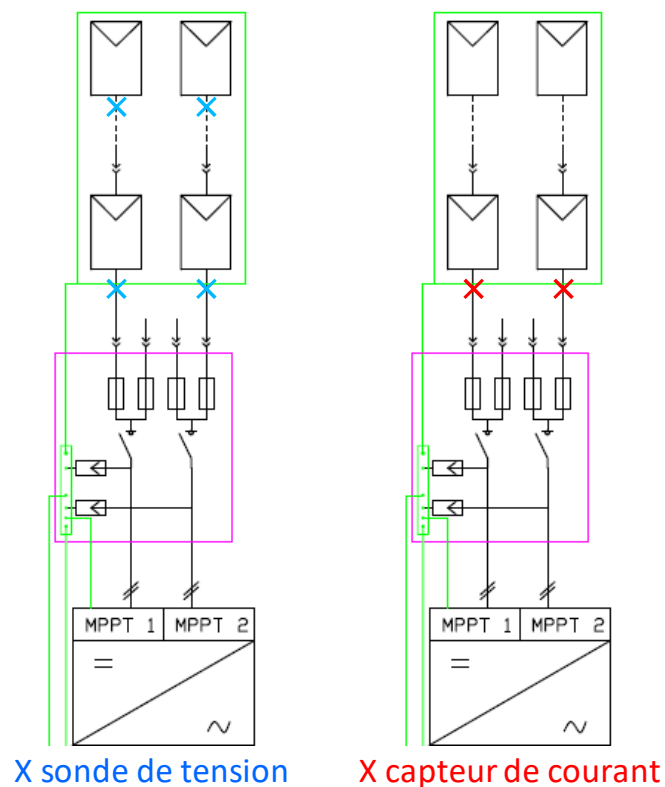 MPPT 1 MPPT 2
MPPT 1 MPPT 2
X sonde de tension
X capteur de courant